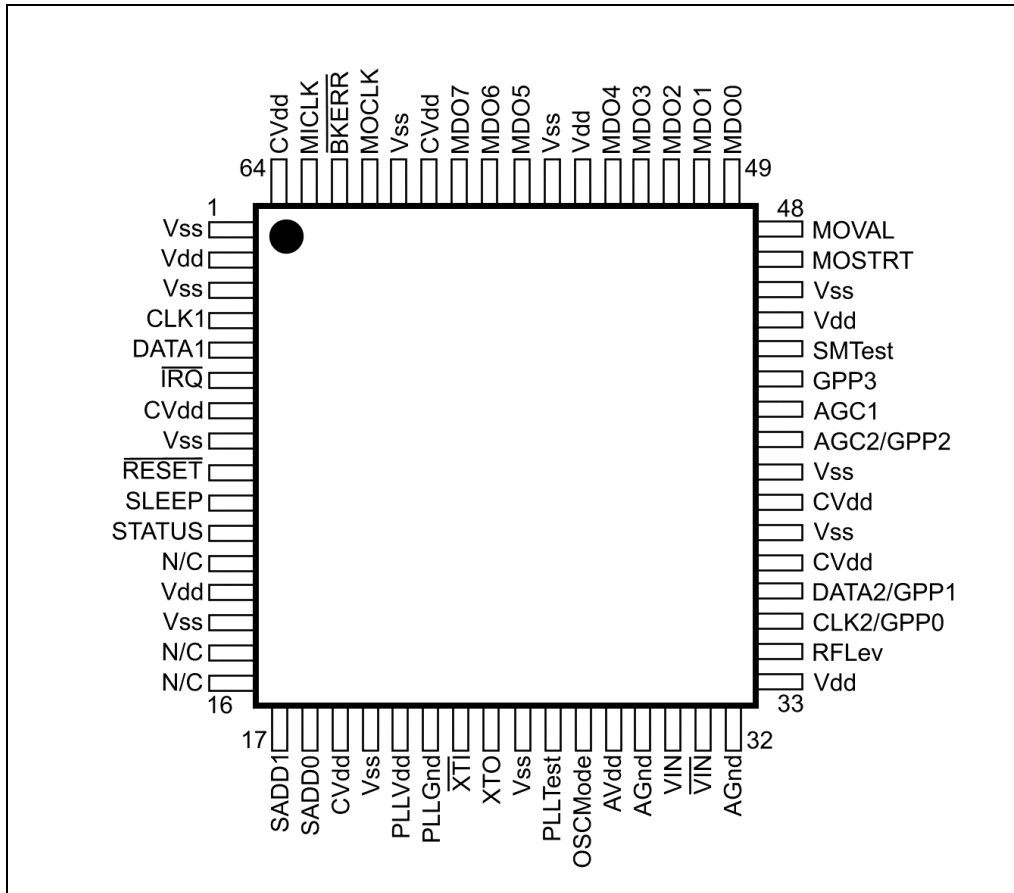 CVdd
MICLK
BKERR
MOCLK
Vss
CVdd
MDO7
MDO6
MDO5
Vss
Vdd
MDO4
MDO3
MDO2
MDO1
MDO0
64
49
1
48
Vss
Vdd
Vss
CLK1
DATA1
IRQ
CVdd
Vss
RESET
SLEEP
STATUS
N/C
Vdd
Vss
N/C
N/C
MOVAL
MOSTRT
Vss
Vdd
SMTest
GPP3
AGC1
AGC2/GPP2
Vss
CVdd
Vss
CVdd
DATA2/GPP1
CLK2/GPP0
RFLev
Vdd
16
33
17
32
SADD1
SADD0
CVdd
Vss
PLLVdd
PLLGnd
XTI
XTO
Vss
PLLTest
OSCMode
AVdd
AGnd
VIN
VIN
AGnd